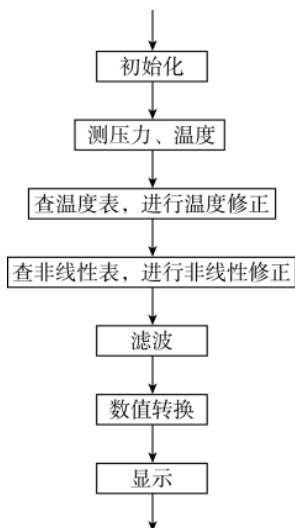 初始化
测压力、温度
查温度表，进行温度修正
查非线性表，进行非线性修正
滤波
数值转换
显示